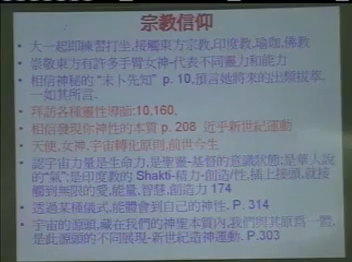 宗教信仰
• 大一起即練習打坐,接觸東方宗教,印度教,瑜珈,佛教
• 崇敬東方有許多手臂女神-代表不同靈力和能力
• 相信神秘的 "未卜先知" p. 10,預言她將來的出類拔萃,
一如其所言.
• 拜訪各種靈性導師:10,160,
• 相信發現你神性的本質 p. 208 近乎新世紀運動
• 天使,女神,宇宙轉化原則,前世今生
• 認宇宙力量是生命力,是聖靈-基督的意識狀態;是華人說
的"氣";是印度教的 Shakti-精力-創造/性,插上接頭,就接
觸到無限的愛,能量,智慧,創造力 174
• 透過某種儀式,能體會到自己的神性, P. 314
• 宇宙的源頭,藏在我們的神聖本質內,我們與其原為一體,
是此源頭的不同展現-新世紀造神運動. P.303